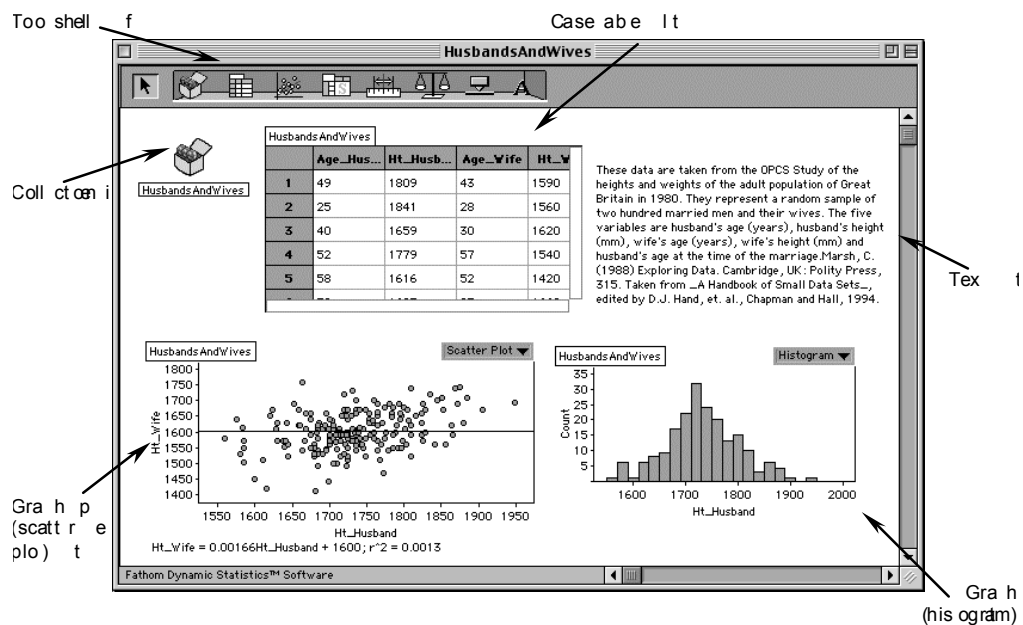 Too shell f
Case abe l t
HusbandsAndWives
S
A
HusbandsAndWives
Age_Hus... Ht_Husb... Age_Wife Ht_W
1 49 1809 43 1590
2 25 1841 28 1560
3 40 1659 30 1620
4 52 1779 57 1540
5 58 1616 52 1420
HusbandsAndWives
Coll ct oen i
These data are taken from the OPCS Study of the
heights and weights of the adult population of Great
Britain in 1980. They represent a random sample of
two hundred married men and their wives. The five
variables are husband's age (years), husband's height
(mm), wife's age (years), wife's height (mm) and
husband's age at the time of the marriage.Marsh, C.
(1988) Exploring Data. Cambridge, UK: Polity Press,
315. Taken from _A Handbook of Small Data Sets_,
edited by D.J. Hand, et. al., Chapman and Hall, 1994.
Tex t
HusbandsAndWives
Scatter Plot
1800
1750
1700
1650
1600
1550
1500
1450
1400
Ht_Wife
1550 1600 1650 1700 1750 1800 1850 1900 1950
Ht_Husband
Ht_Wife = 0.00166Ht_Husband + 1600; r^2 = 0.0013
Gra h p
(scatt r e
plo) t
HusbandsAndWives
Histogram
35
30
25
20
15
10
5
Count
1600 1700 1800 1900 2000
Ht_Husband
Fathom Dynamic Statistics™ Software
Gra h
(his ogram)